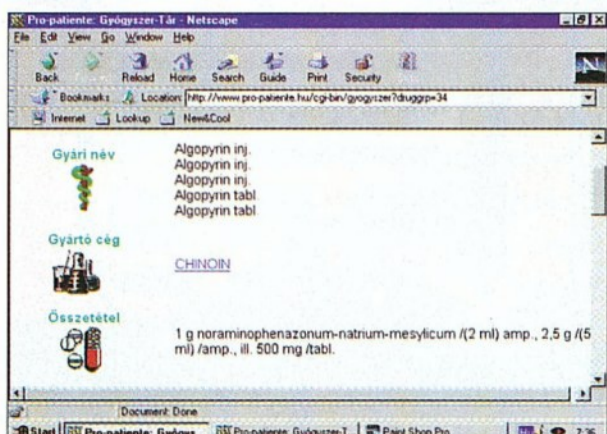 Pro-patiente: Gyógyszer-Tár - Netscape
File Edit View Go Window Help
Back Reload Home Search Guide Print Security
Bookmarks Location: http://www.pro-patiente.hu/cgi-bin/gyogyszer?druggrp=34
Internet Lookup New&Cool
Gyári név
Algopyrin inj.
Algopyrin inj.
Algopyrin inj.
Algopyrin tabl.
Algopyrin tabl.
Gyártó cég
CHINOIN
Összetétel
1 g noraminophenazonum-natrium-mesylicum /(2 ml) amp., 2,5 g /(5
ml) /amp., ill. 500 mg /tabl.
Document: Done
Start Pro-patiente: Gyógys... Pro-patiente: Gyógyszer-T... Paint Shop Pro 7:36